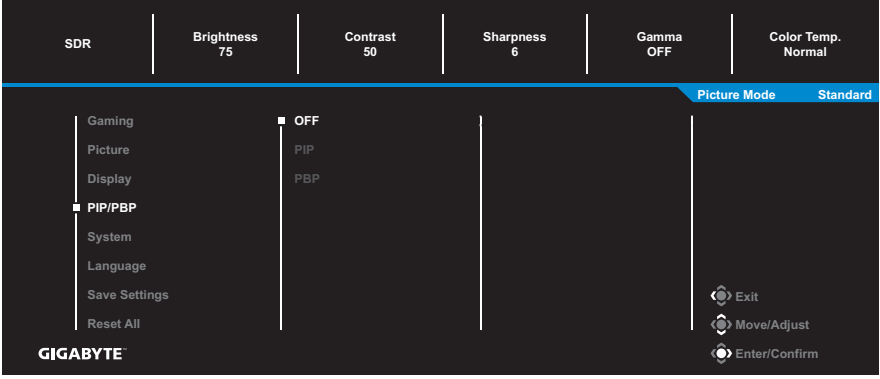 SDR
Brightness
75
Contrast
50
Sharpness
6
Gamma
OFF
Color Temp.
Normal
Picture Mode Standard
Gaming
Picture
Display
PIP/PBP
System
Language
Save Settings
Reset All
OFF
PIP
PBP
Exit
Move/Adjust
Enter/Confirm
GIGABYTE™